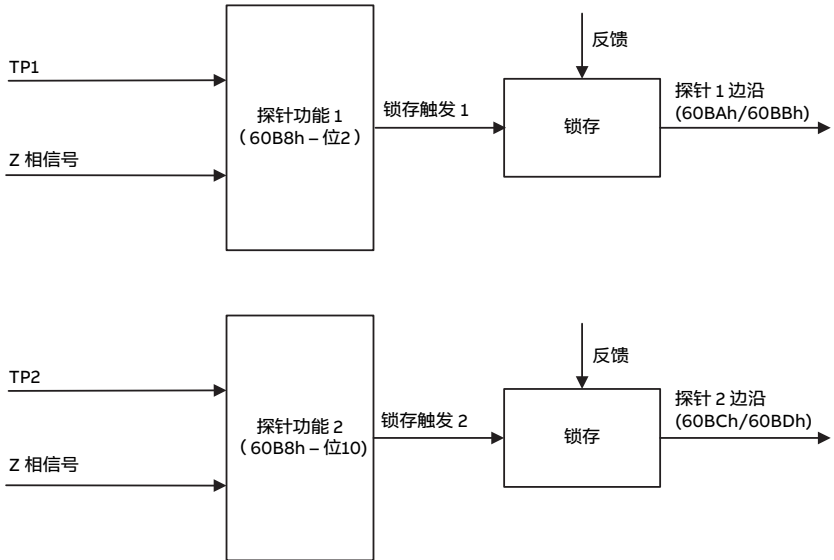 TP1
Z 相信号
探针功能 1
（60B8h – 位2）
锁存触发 1
反馈
锁存
探针 1 边沿
(60BAh/60BBh)
TP2
Z 相信号
探针功能 2
（60B8h – 位10)
锁存触发 2
反馈
锁存
探针 2 边沿
(60BCh/60BDh)